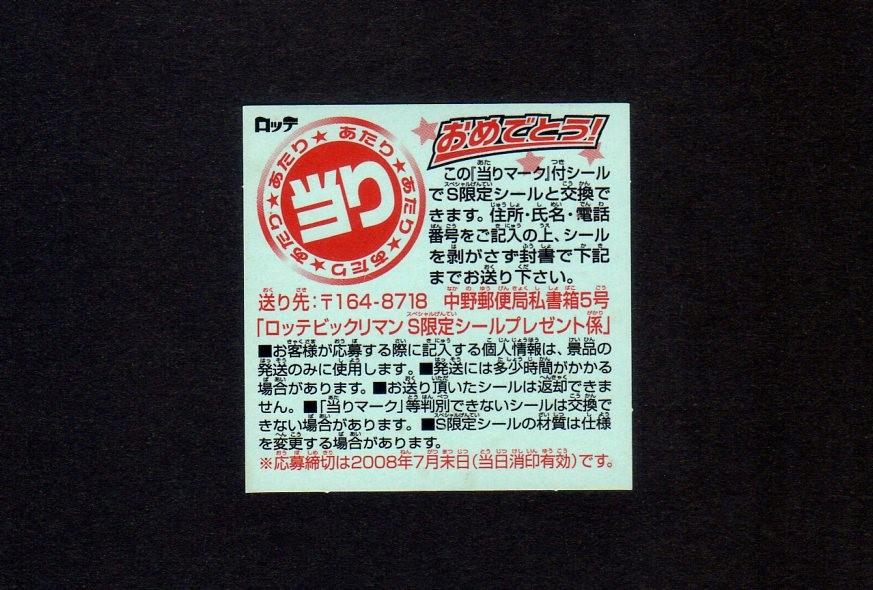 ロッテ
あたり★あたり★あたり★あたり★あたり★
当り
おめでとう!
この「当りマーク」付シール
でS限定シールと交換で
きます。住所・氏名・電話
番号をご記入の上、シール
を剥がさず封書で下記
までお送り下さい。
送り先:〒164-8718 中野郵便局私書箱5号
「ロッテビックリマン S限定シールプレゼント係」
■お客様が応募する際に記入する個人情報は、景品の
発送のみに使用します。■発送には多少時間がかかる
場合があります。■お送り頂いたシールは返却できま
せん。■「当りマーク」等判別できないシールは交換で
きない場合があります。■S限定シールの材質は仕様
を変更する場合があります。
※応募締切は2008年7月末日(当日消印有効)です。